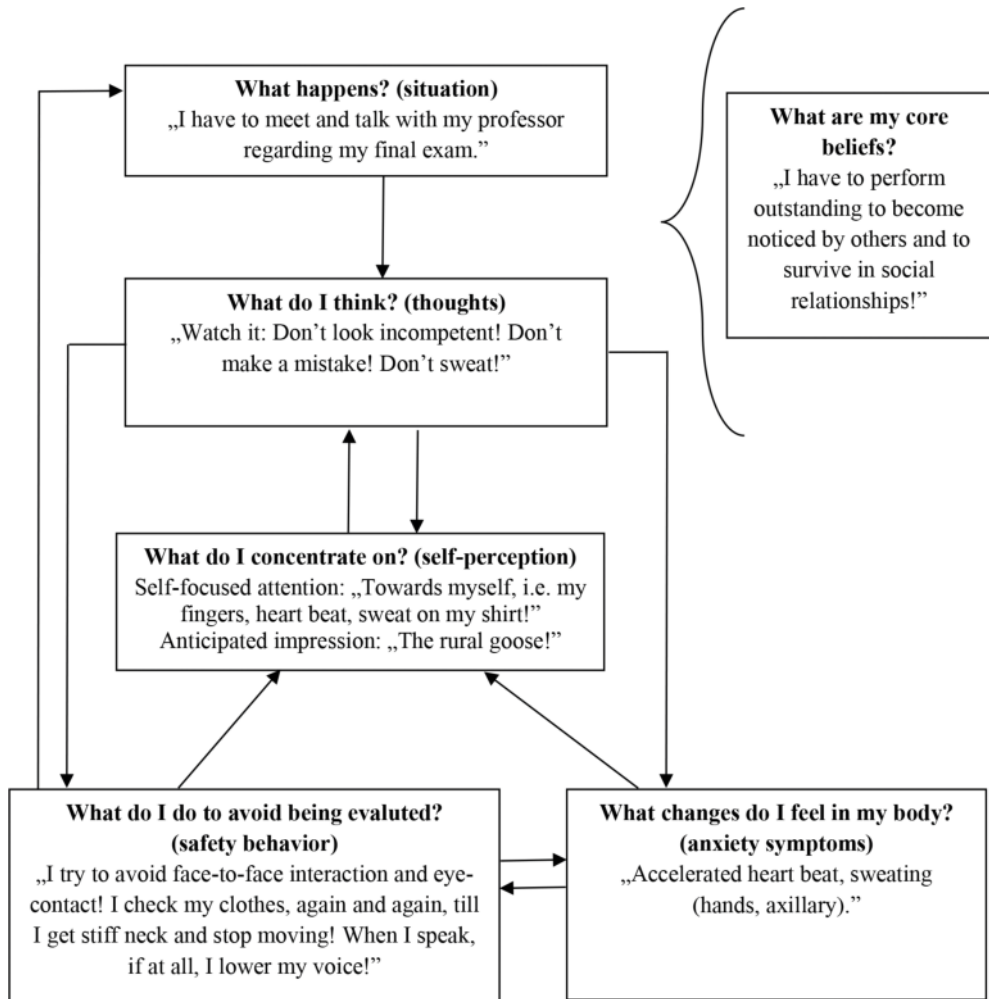 What happens? (situation)
„I have to meet and talk with my professor
regarding my final exam.”
What are my core
beliefs?
„I have to perform
outstanding to become
noticed by others and to
survive in social
relationships!”
What do I think? (thoughts)
„Watch it: Don’t look incompetent! Don’t
make a mistake! Don’t sweat!”
What do I concentrate on? (self-perception)
Self-focused attention: „Towards myself, i.e. my
fingers, heart beat, sweat on my shirt!”
Anticipated impression: „The rural goose!”
What do I do to avoid being evaluted?
(safety behavior)
„I try to avoid face-to-face interaction and eye-
contact! I check my clothes, again and again, till
I get stiff neck and stop moving! When I speak,
if at all, I lower my voice!”
What changes do I feel in my body?
(anxiety symptoms)
„Accelerated heart beat, sweating
(hands, axillary).”